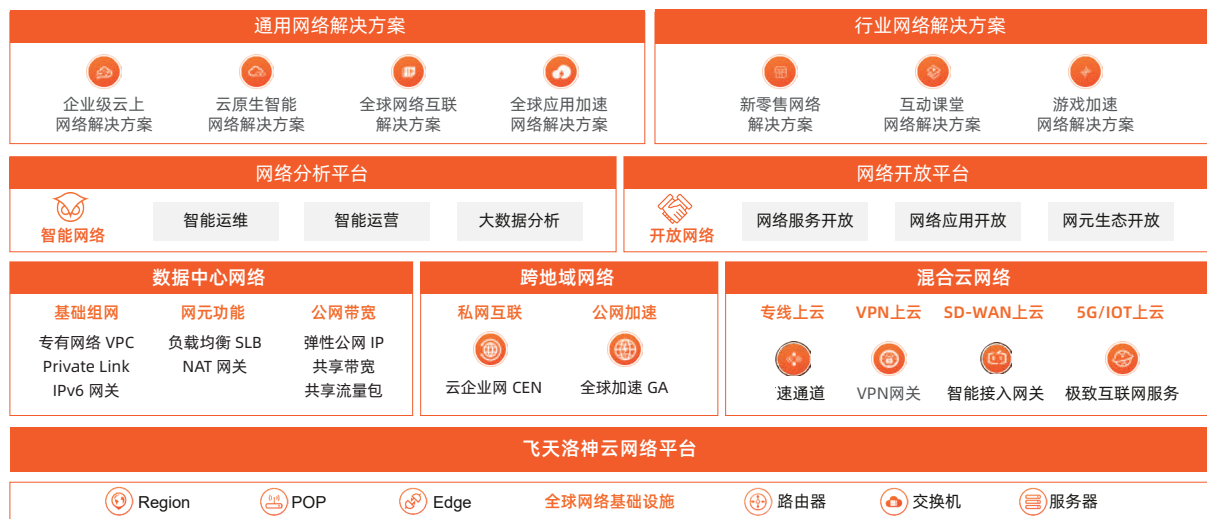 通用网络解决方案
企业级云上
网络解决方案
云原生智能
网络解决方案
全球网络互联
解决方案
全球应用加速
网络解决方案
行业网络解决方案
新零售网络
解决方案
互动课堂
网络解决方案
游戏加速
网络解决方案
网络分析平台
智能网络
智能运维
智能运营
大数据分析
网络开放平台
开放网络
网络服务开放
网络应用开放
网元生态开放
数据中心网络
基础组网
专有网络 VPC
Private Link
IPv6 网关
网元功能
负载均衡 SLB
NAT 网关
公网带宽
弹性公网 IP
共享带宽
共享流量包
跨地域网络
私网互联
云企业网 CEN
公网加速
全球加速 GA
混合云网络
专线上云
速通道
VPN上云
VPN网关
SD-WAN上云
智能接入网关
5G/IOT上云
极致互联网服务
飞天洛神云网络平台
Region
POP
Edge
全球网络基础设施
路由器
交换机
服务器